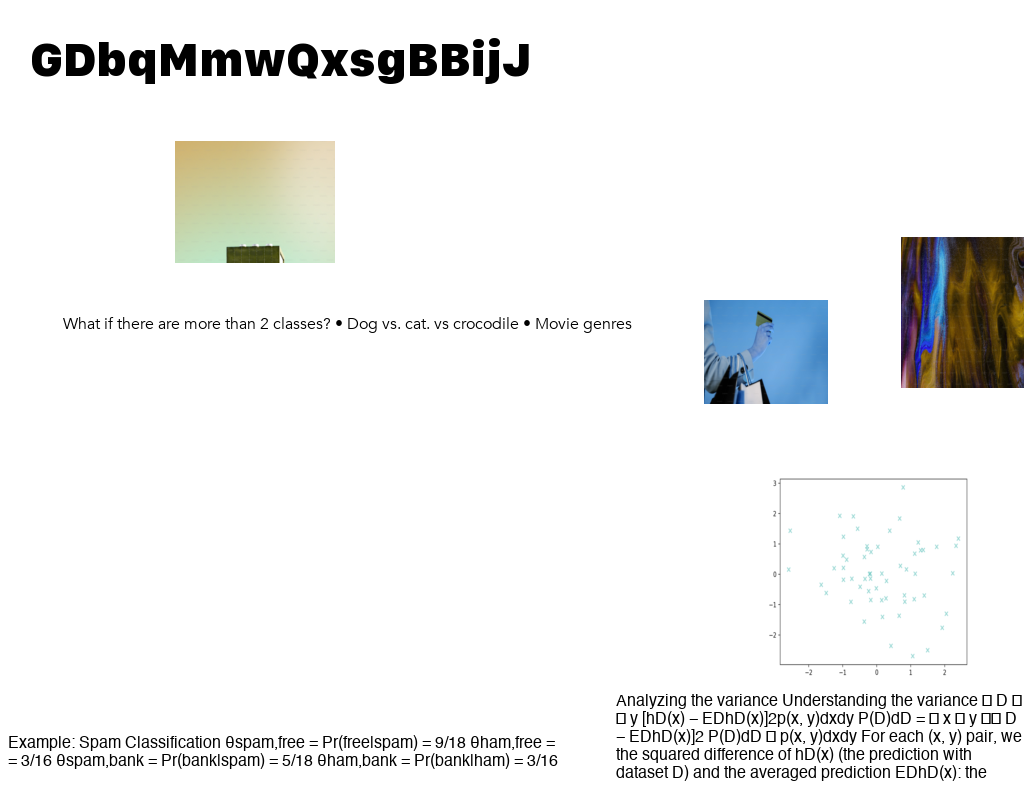 GDbqMmwQxsgBBijJ
What if there are more than 2 classes? • Dog vs. cat. vs crocodile • Movie genres
3
2
1
0
−1
−2
−2 −1 0 1 2
Analyzing the variance Understanding the variance □ D □
□ y [hD(x) – EDhD(x)]2p(x, y)dxdy P(D)dD = □ x □ y □□ D
– EDhD(x)]2 P(D)dD □ p(x, y)dxdy For each (x, y) pair, we
the squared difference of hD(x) (the prediction with
dataset D) and the averaged prediction EDhD(x): the
Example: Spam Classification θspam,free = Pr(free|spam) = 9/18 θham,free =
= 3/16 θspam,bank = Pr(bank|spam) = 5/18 θham,bank = Pr(bank|ham) = 3/16